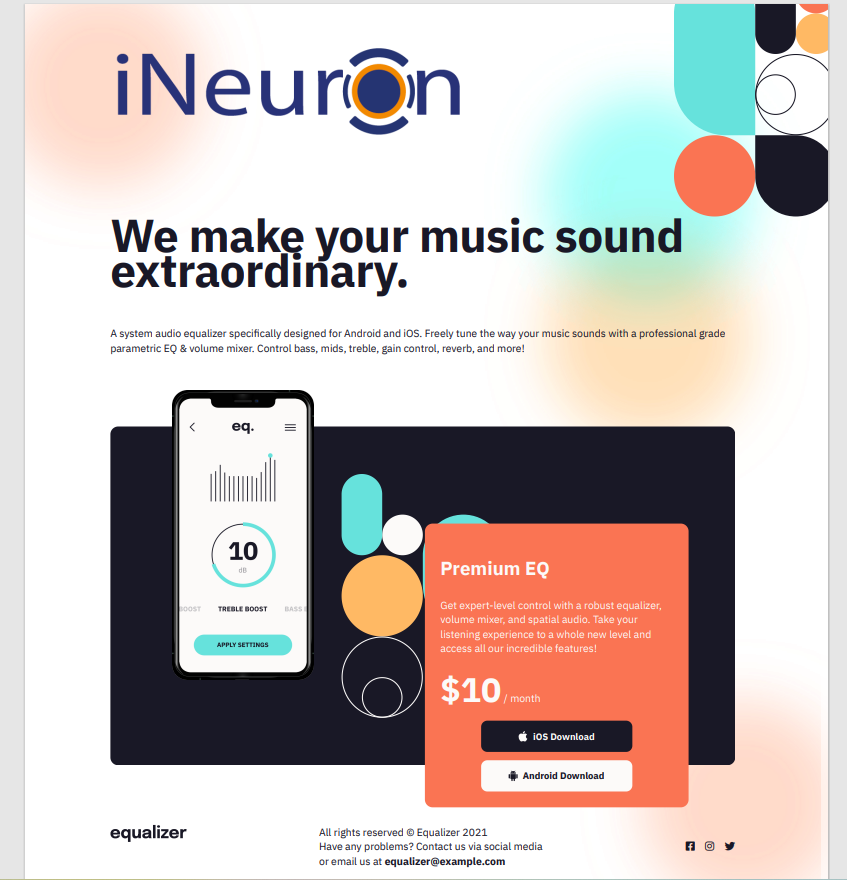 iNeuron
We make your music sound
extraordinary.
A system audio equalizer specifically designed for Android and iOS. Freely tune the way your music sounds with a professional grade
parametric EQ & volume mixer. Control bass, mids, treble, gain control, reverb, and more!
eq.
10
dB
BOOST TREBLE BOOST BASS
APPLY SETTINGS
Premium EQ
Get expert-level control with a robust equalizer,
volume mixer, and spatial audio. Take your
listening experience to a whole new level and
access all our incredible features!
$10 / month
iOS Download
Android Download
equalizer
All rights reserved © Equalizer 2021
Have any problems? Contact us via social media
or email us at equalizer@example.com